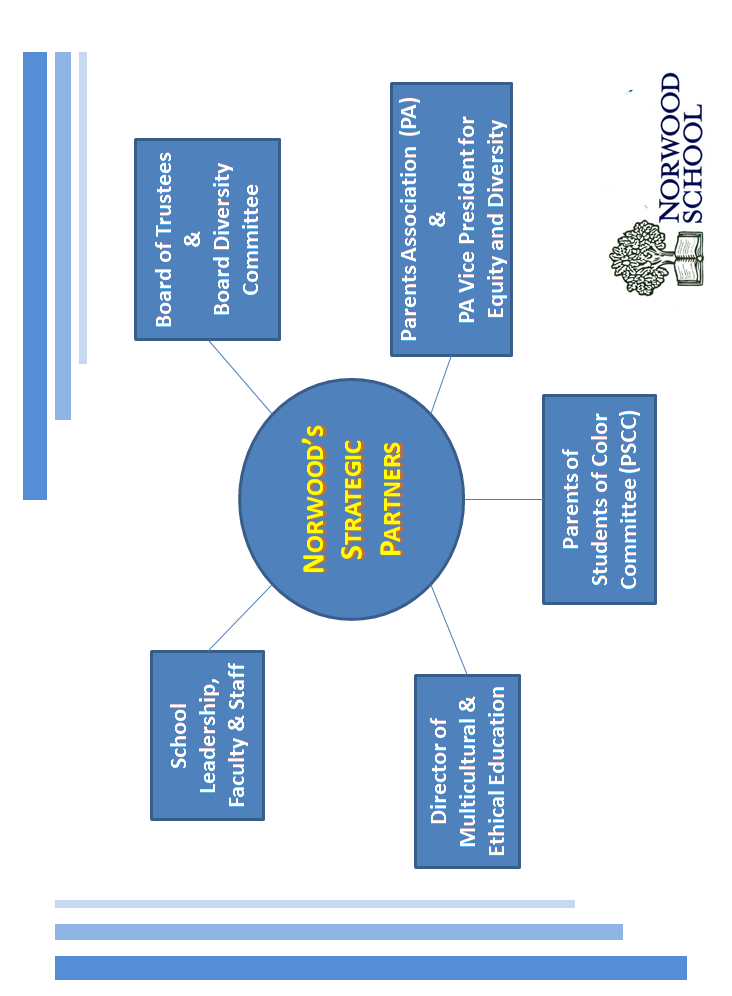 School
Leadership,
Faculty & Staff
Board of Trustees
&
Board Diversity
Committee
NORWOOD'S
STRATEGIC
PARTNERS
Director of
Multicultural &
Ethical Education
Parents Association (PA)
&
PA Vice President for
Equity and Diversity
Parents of
Students of Color
Committee (PSCC)
NORWOOD
SCHOOL